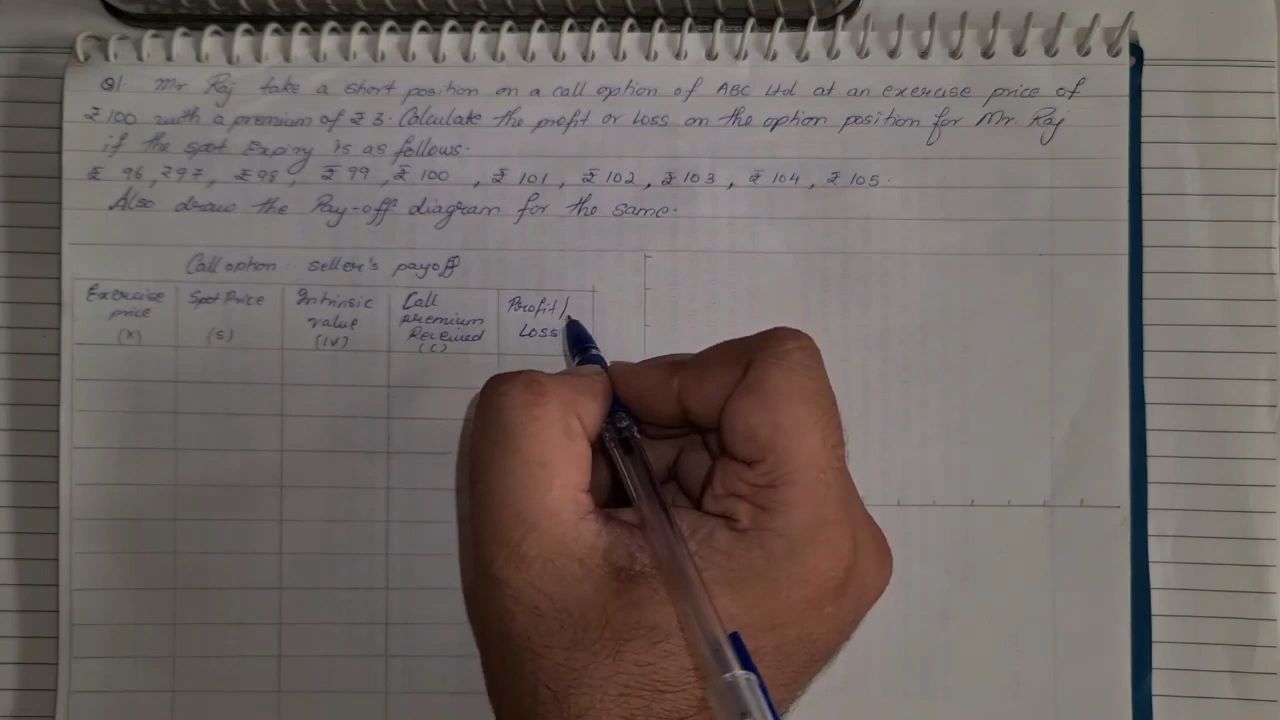 Q1. Mr. Raj take a short position on a call option of ABC Ltd at an exercise price of
₹ 100 with a premium of ₹ 3. Calculate the profit or Loss on the option position for Mr. Raj
if the spot Expiry is as follows.
₹ 96, ₹97, ₹98, ₹99, ₹100, ₹101, ₹102, ₹103, ₹104, ₹105.
Also draw the Pay-off diagram for the same.
Call option : seller's payoff
Exercise price (X)
Spot Price (S)
Intrinsic value (IV)
Call premium Received (C)
Profit / Loss